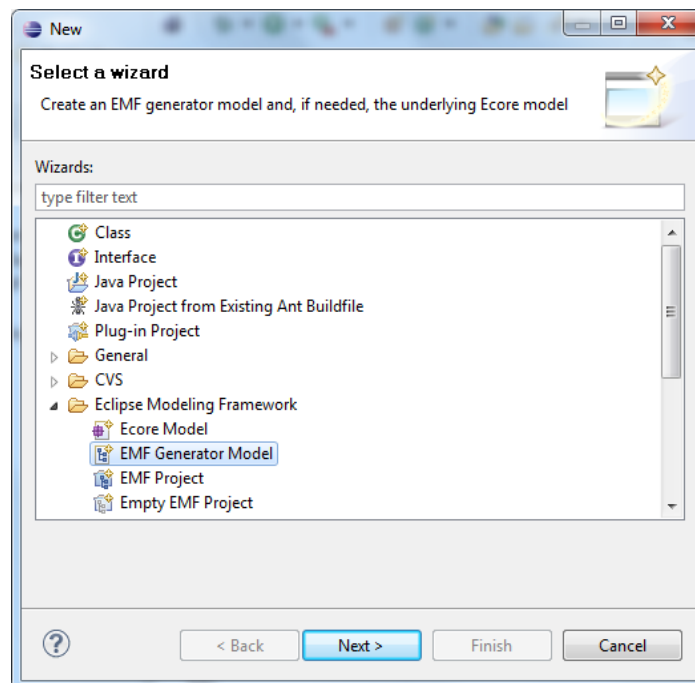 New
Select a wizard
Create an EMF generator model and, if needed, the underlying Ecore model
Wizards:
type filter text
Class
Interface
Java Project
Java Project from Existing Ant Buildfile
Plug-in Project
General
CVS
Eclipse Modeling Framework
Ecore Model
EMF Generator Model
EMF Project
Empty EMF Project
< Back Next > Finish Cancel